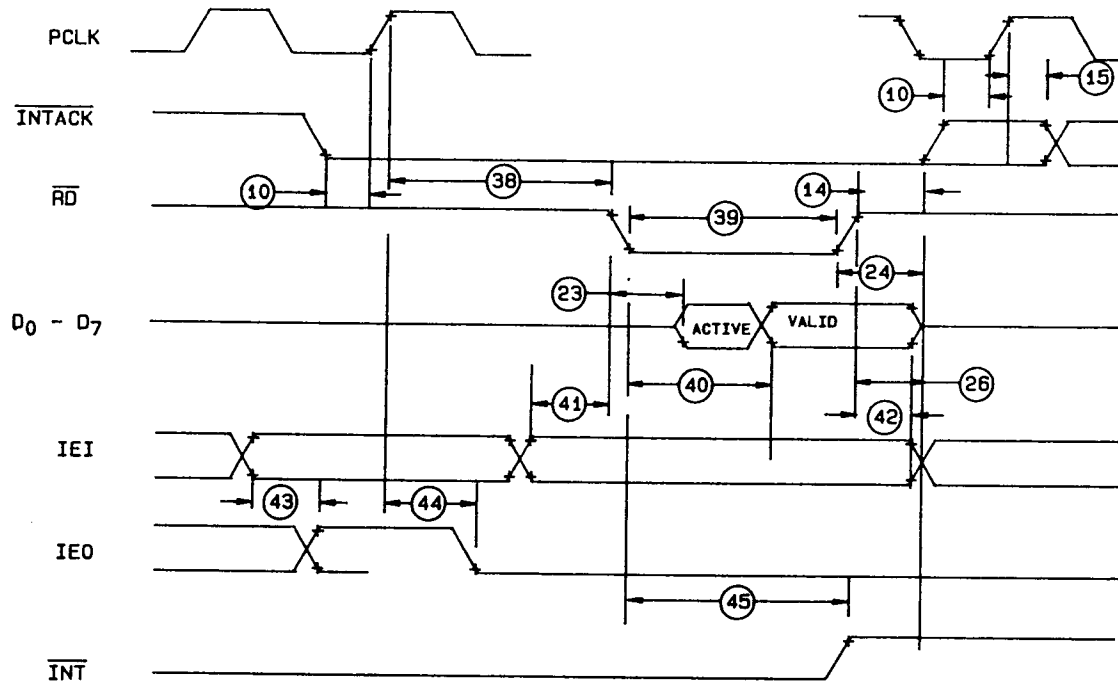 PCLK
15
10
INTACK
38
10
14
RD
39
24
23
D0 - D7
ACTIVE
VALID
40
26
41
42
IEI
43
44
IEO
45
INT